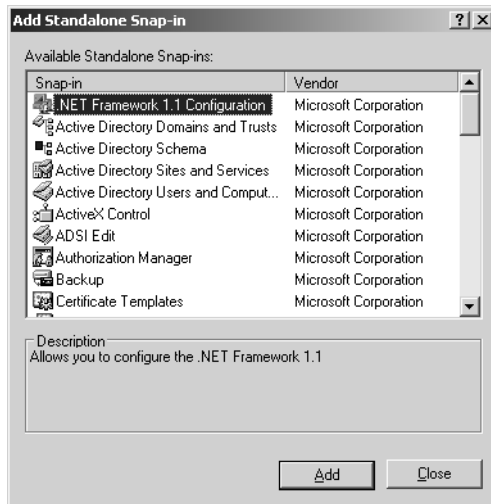 Add Standalone Snap-in
Available Standalone Snap-ins:
Snap-in Vendor
.NET Framework 1.1 Configuration Microsoft Corporation
Active Directory Domains and Trusts Microsoft Corporation
Active Directory Schema Microsoft Corporation
Active Directory Sites and Services Microsoft Corporation
Active Directory Users and Comput... Microsoft Corporation
ActiveX Control Microsoft Corporation
ADSI Edit Microsoft Corporation
Authorization Manager Microsoft Corporation
Backup Microsoft Corporation
Certificate Templates Microsoft Corporation
Description
Allows you to configure the .NET Framework 1.1
Add Close